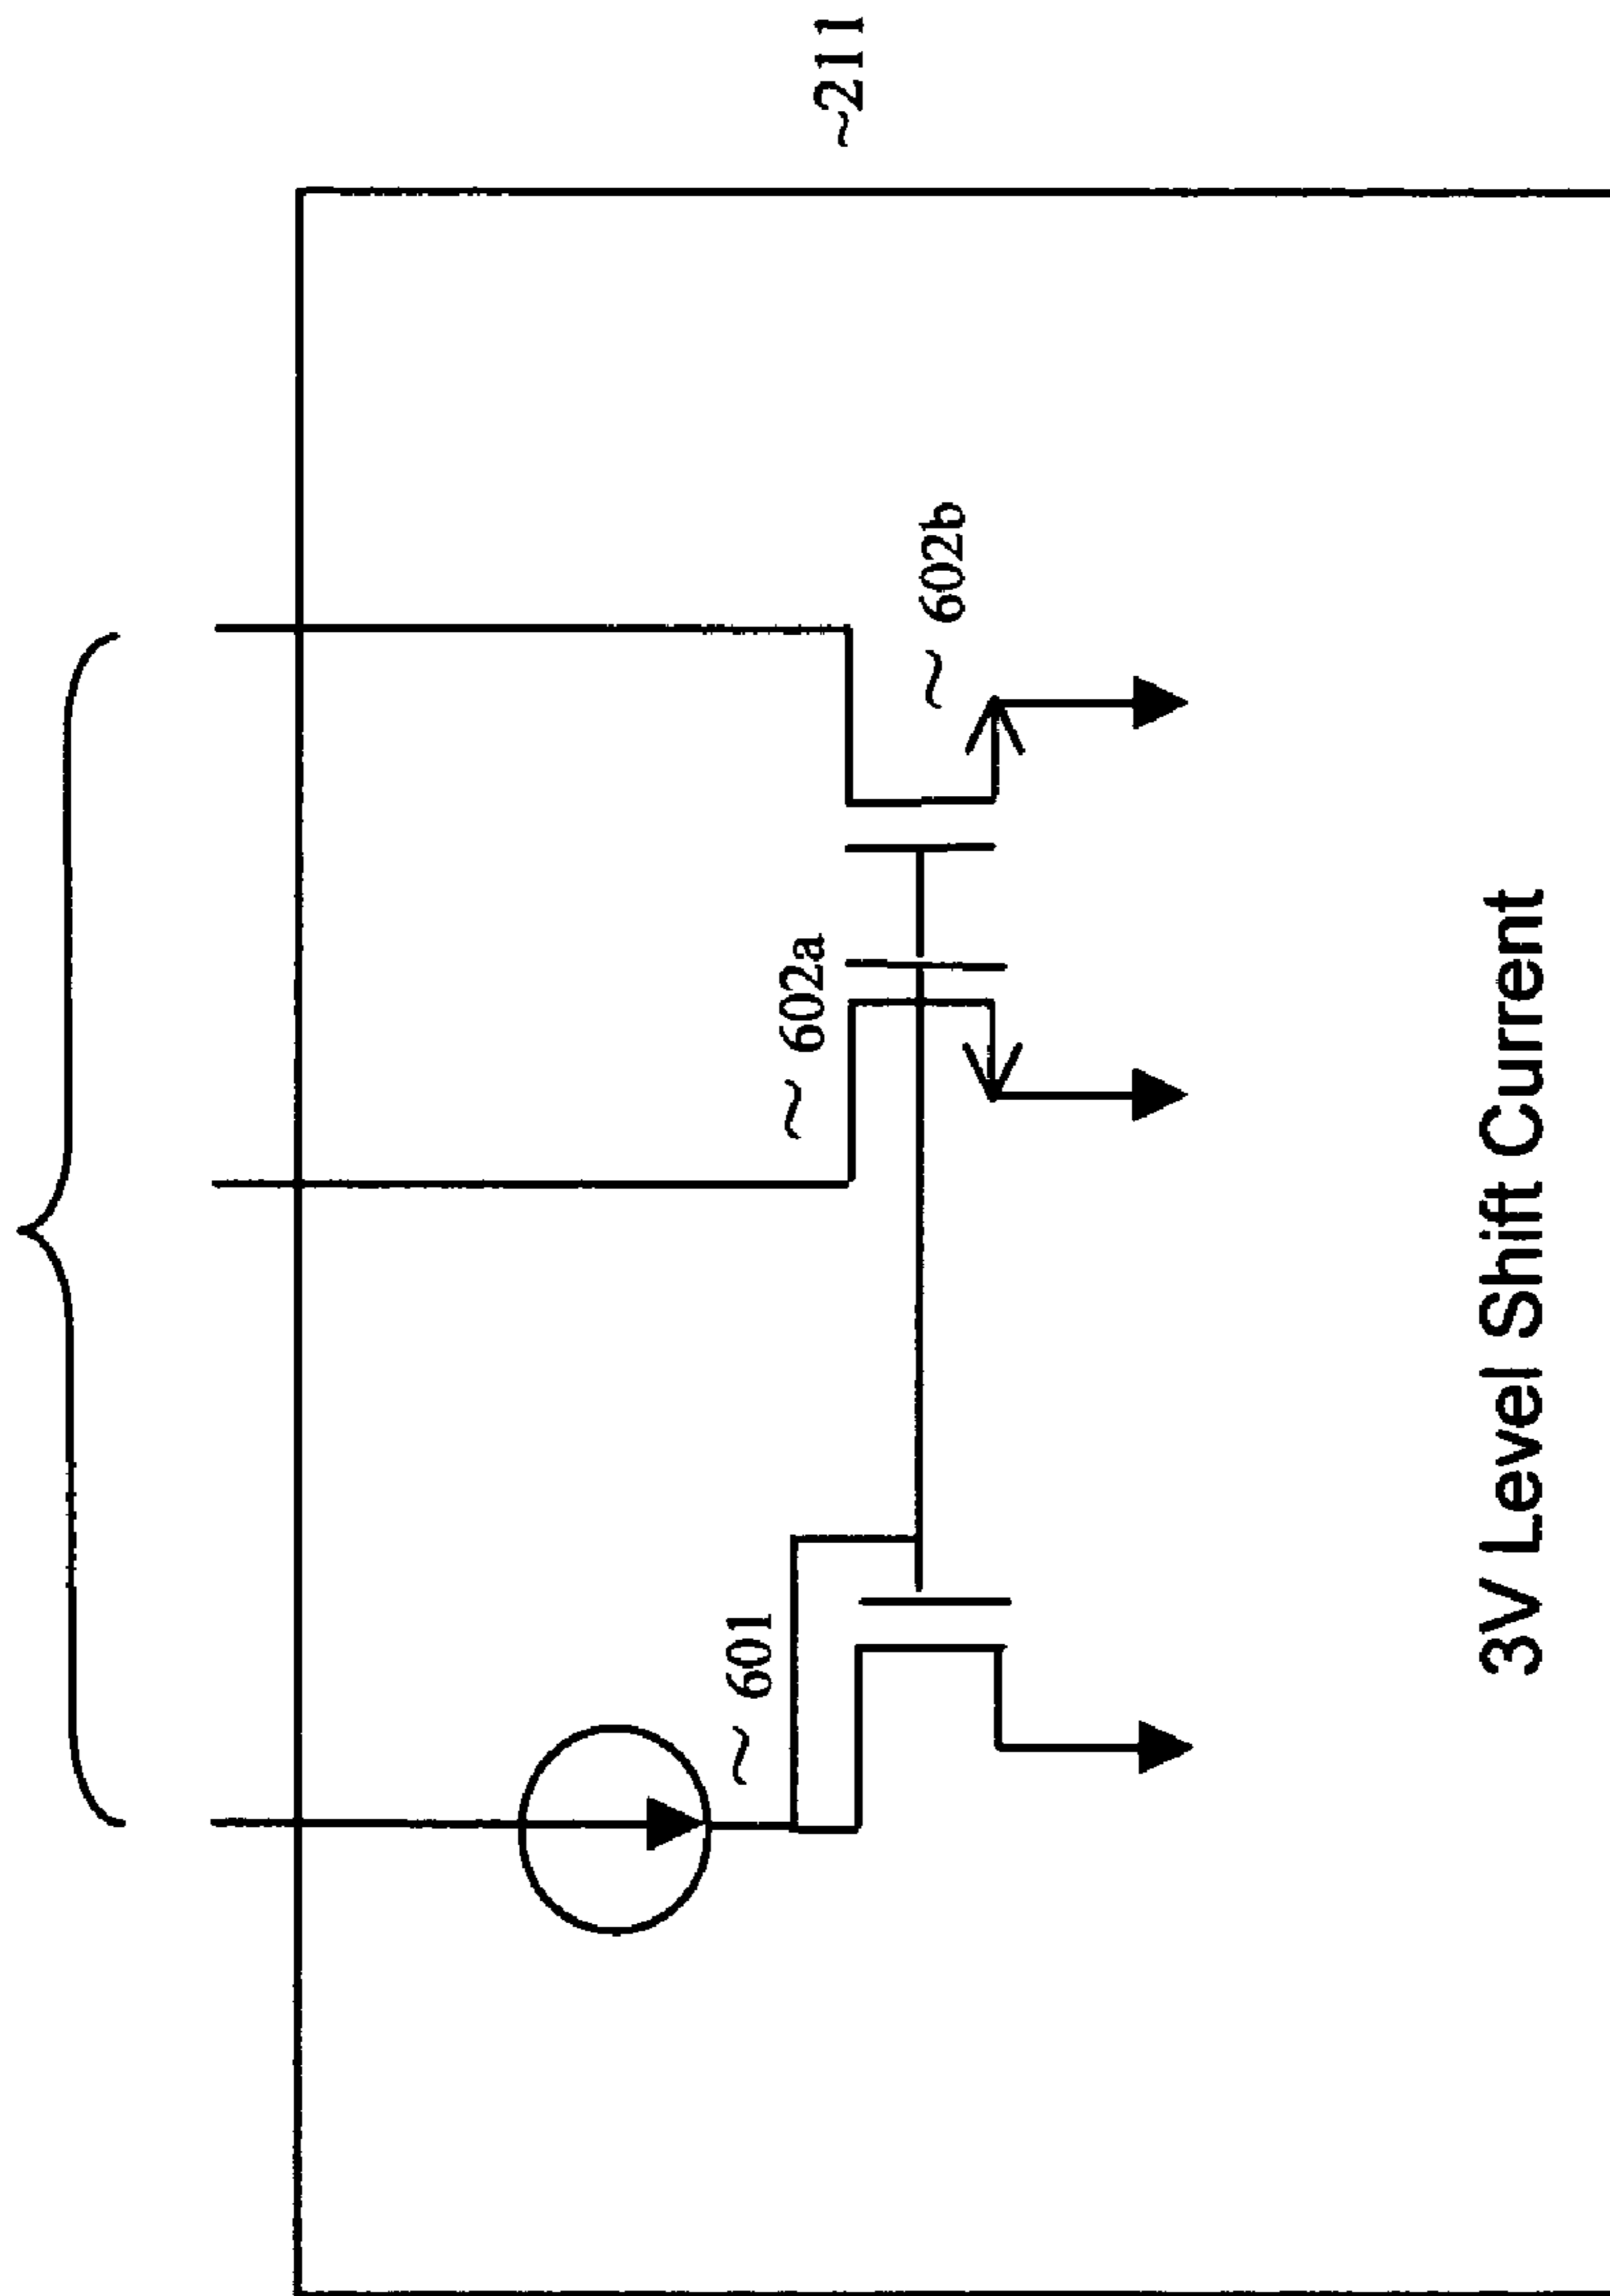 ~211
~ 602b
~ 602a
~ 601
3V Level Shift Current